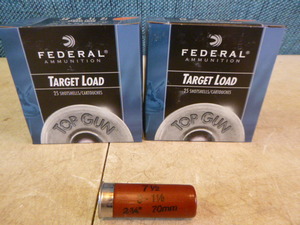 FEDERAL
AMMUNITION
TARGET LOAD
25 SHOTSHELLS/CARTOUCHES
TOP GUN
FEDERAL
AMMUNITION
TARGET LOAD
25 SHOTSHELLS/CARTOUCHES
TOP GUN
7 1/2
1 1/8
2 3/4" 70mm